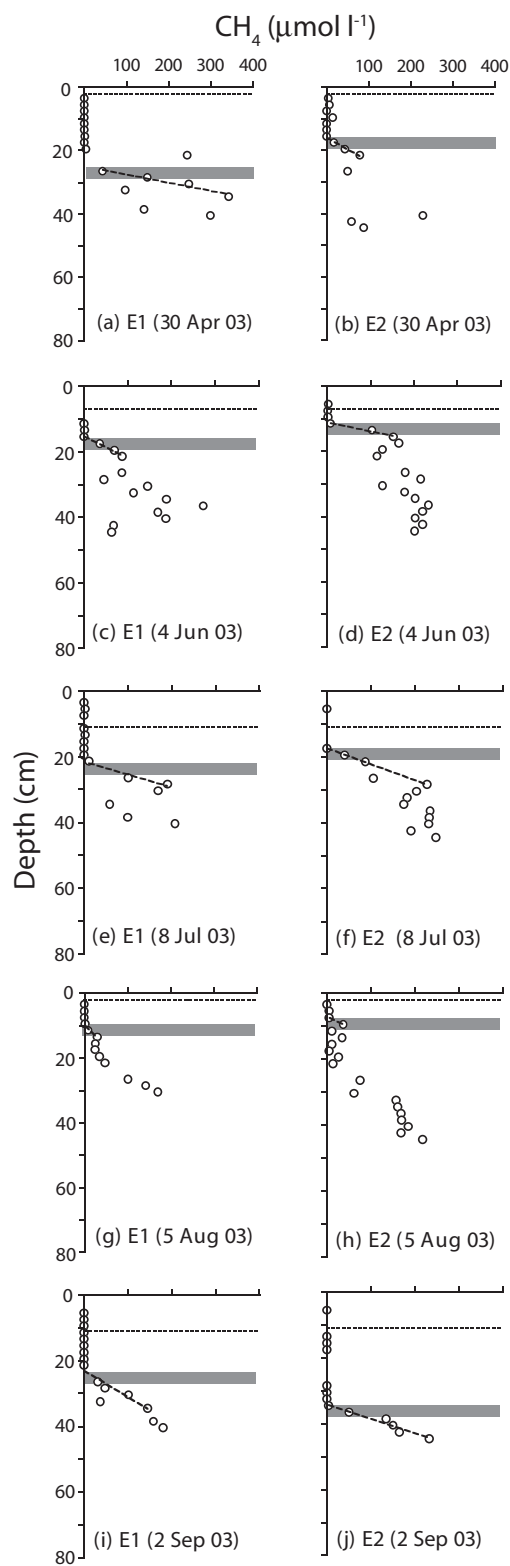 CH4 (μmol l-1)
100 200 300 400 100 200 300 400
0
20
40
60
80
(a) E1 (30 Apr 03)
(b) E2 (30 Apr 03)
0
20
40
60
80
(c) E1 (4 Jun 03)
(d) E2 (4 Jun 03)
Depth (cm)
0
20
40
60
80
(e) E1 (8 Jul 03)
(f) E2 (8 Jul 03)
0
20
40
60
80
(g) E1 (5 Aug 03)
(h) E2 (5 Aug 03)
0
20
40
60
80
(i) E1 (2 Sep 03)
(j) E2 (2 Sep 03)